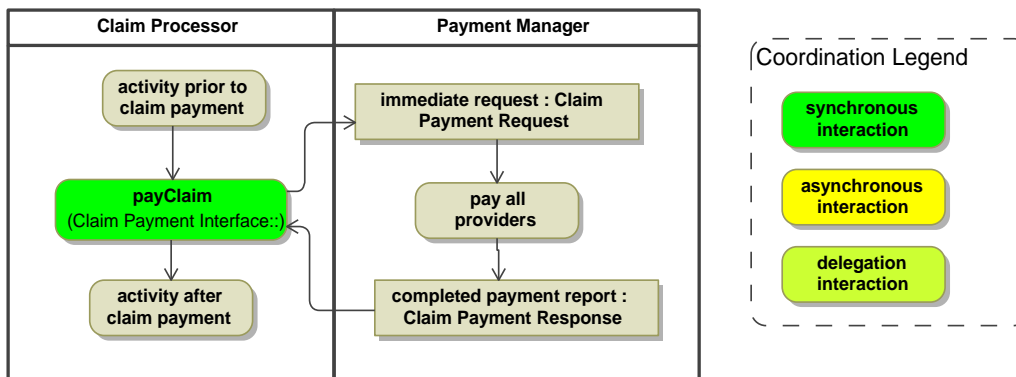 Claim Processor
Payment Manager
activity prior to
claim payment
immediate request : Claim
Payment Request
payClaim
(Claim Payment Interface::)
pay all
providers
activity after
claim payment
completed payment report :
Claim Payment Response
Coordination Legend
synchronous
interaction
asynchronous
interaction
delegation
interaction